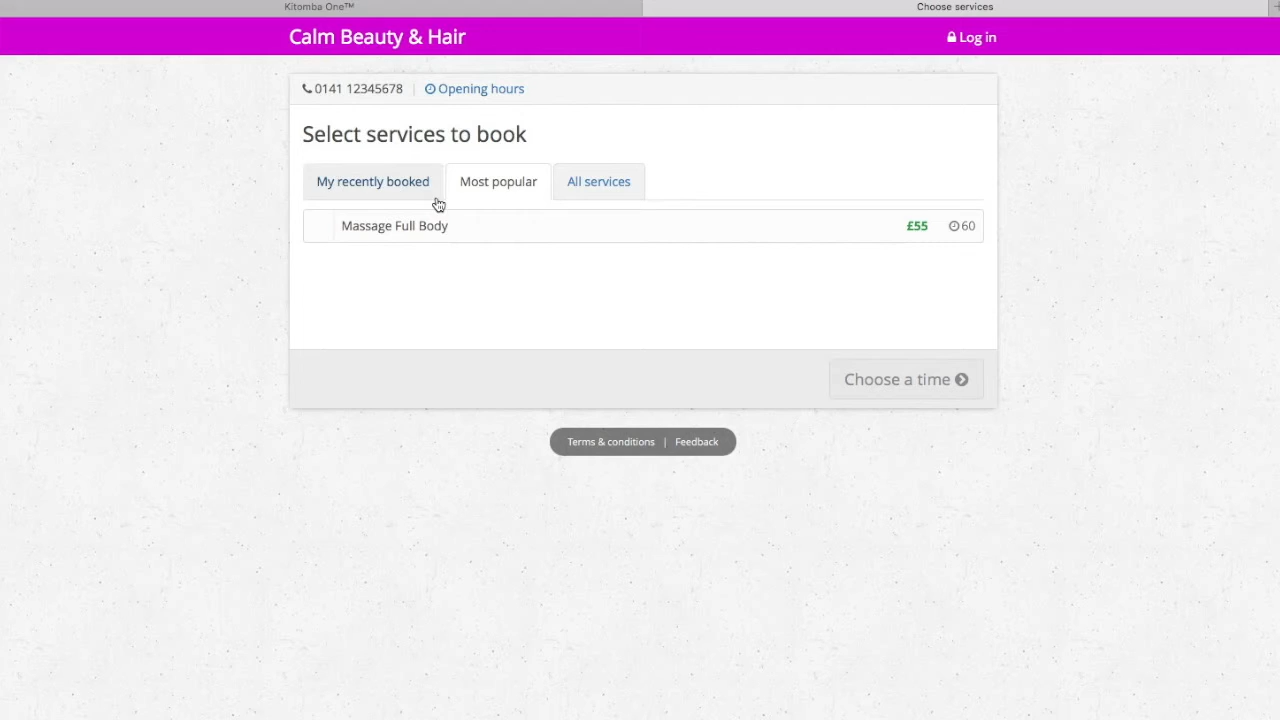 Kitomba One™ Choose services
Calm Beauty & Hair Log in
0141 12345678 | Opening hours
Select services to book
My recently booked Most popular All services
Massage Full Body £55 60
Choose a time
Terms & conditions | Feedback